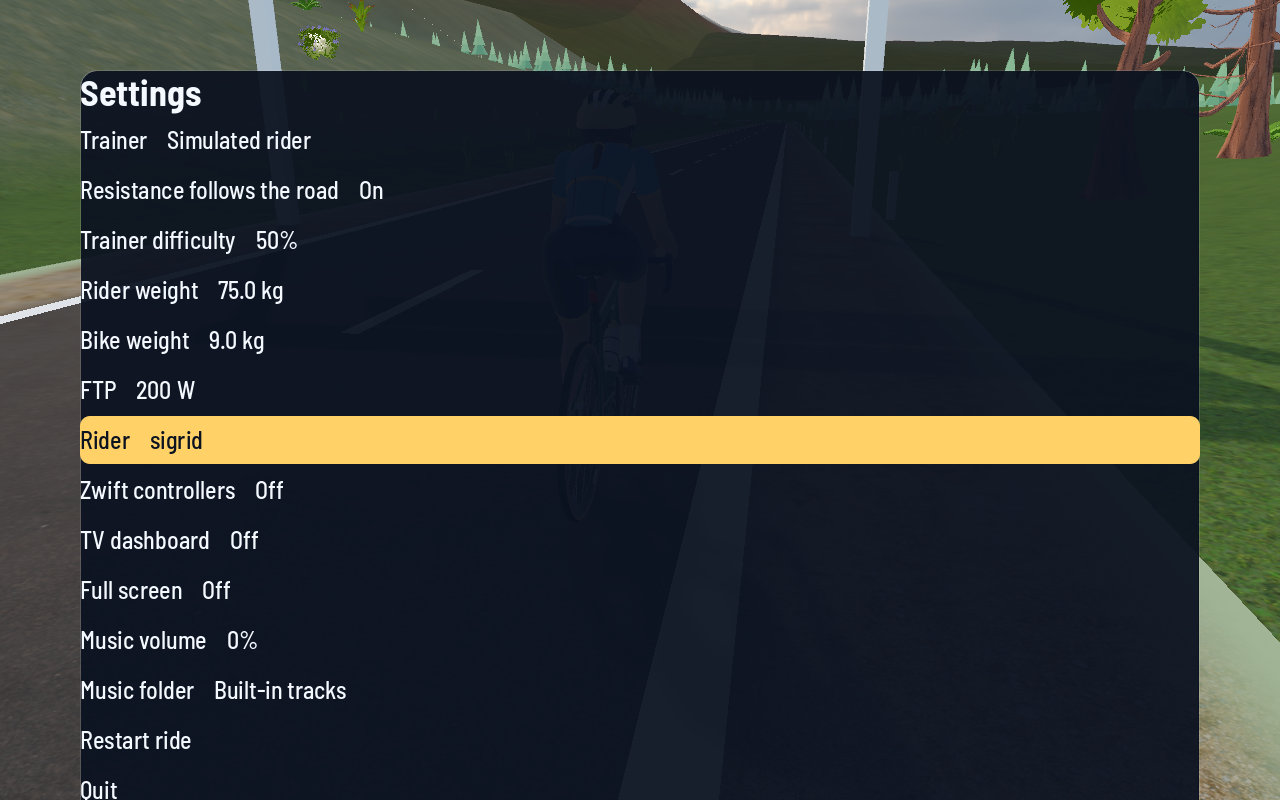 Settings
Trainer Simulated rider
Resistance follows the road On
Trainer difficulty 50%
Rider weight 75.0 kg
Bike weight 9.0 kg
FTP 200 W
Rider sigrid
Zwift controllers Off
TV dashboard Off
Full screen Off
Music volume 0%
Music folder Built-in tracks
Restart ride
Quit